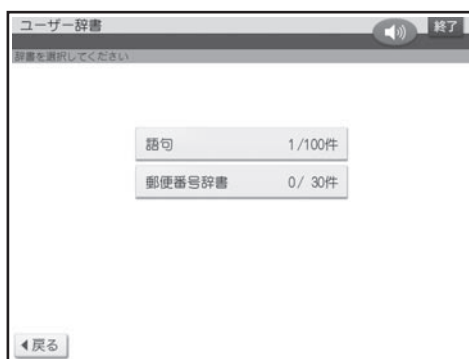 ユーザー辞書
終了
辞書を選択してください
語句 1/100件
郵便番号辞書 0/ 30件
◀戻る